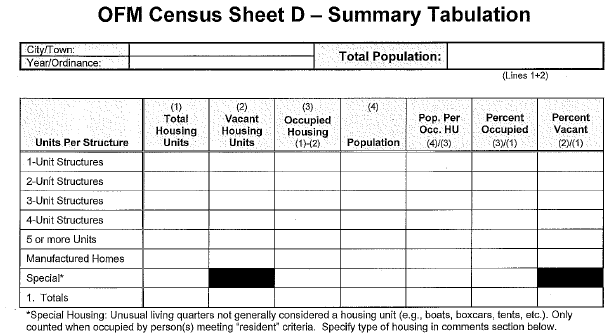 OFM Census Sheet D – Summary Tabulation
City/Town:
Year/Ordinance:
Total Population:
(Lines 1+2)
Units Per Structure
(1) Total Housing Units
(2) Vacant Housing Units
(3) Occupied Housing (1)-(2)
(4) Population
Pop. Per Occ. HU (4)/(3)
Percent Occupied (3)/(1)
Percent Vacant (2)/(1)
1-Unit Structures
2-Unit Structures
3-Unit Structures
4-Unit Structures
5 or more Units
Manufactured Homes
Special*
1. Totals
*Special Housing: Unusual living quarters not generally considered a housing unit (e.g., boats, boxcars, tents, etc.). Only
counted when occupied by person(s) meeting "resident" criteria. Specify type of housing in comments section below.